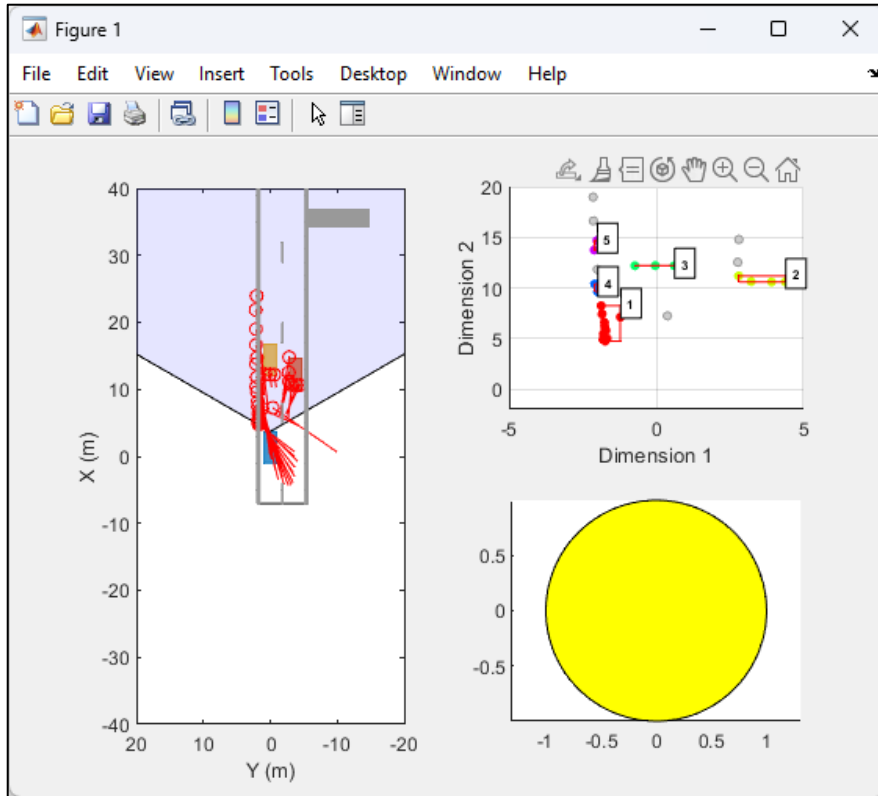 Figure 1
File Edit View Insert Tools Desktop Window Help
40
30
20
10
0
-10
-20
-30
-40
X (m)
20 10 0 -10 -20
Y (m)
20
15
10
5
0
Dimension 2
5
3
2
4
1
-5 0 5
Dimension 1
0.5
0
-0.5
-1 -0.5 0 0.5 1